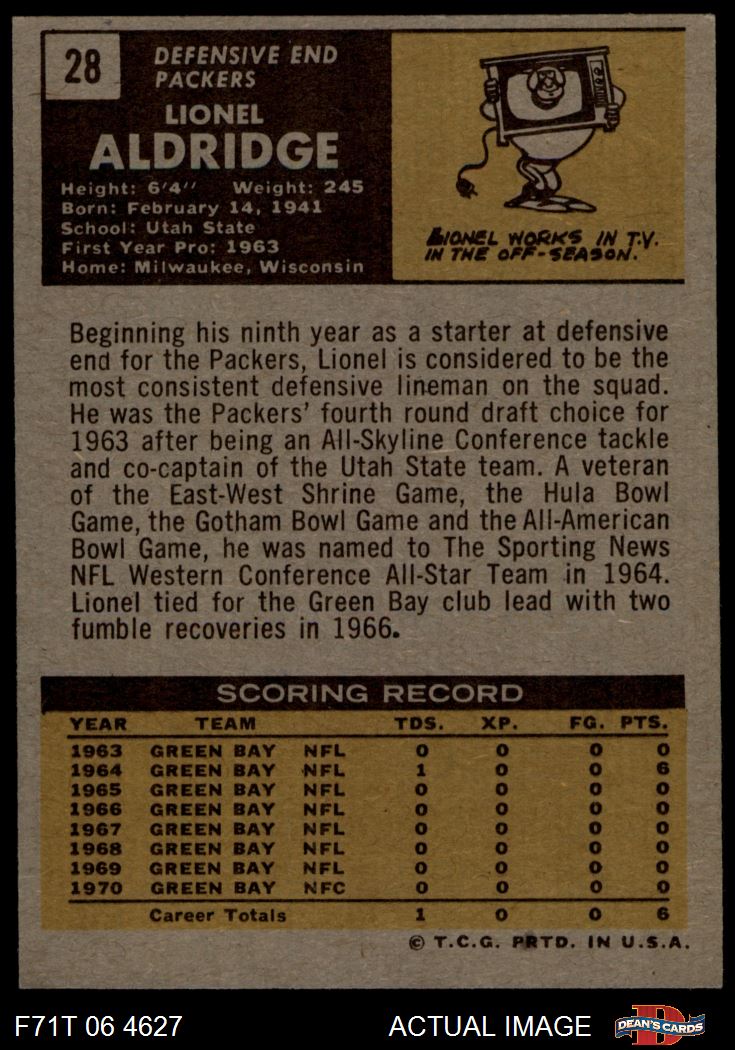 28
DEFENSIVE END
PACKERS
LIONEL
ALDRIDGE
Height: 6'4'' Weight: 245
Born: February 14, 1941
School: Utah State
First Year Pro: 1963
Home: Milwaukee, Wisconsin
LIONEL WORKS IN T.V.
IN THE OFF-SEASON.
Beginning his ninth year as a starter at defensive
end for the Packers, Lionel is considered to be the
most consistent defensive lineman on the squad.
He was the Packers' fourth round draft choice for
1963 after being an All-Skyline Conference tackle
and co-captain of the Utah State team. A veteran
of the East-West Shrine Game, the Hula Bowl
Game, the Gotham Bowl Game and the All-American
Bowl Game, he was named to The Sporting News
NFL Western Conference All-Star Team in 1964.
Lionel tied for the Green Bay club lead with two
fumble recoveries in 1966.
SCORING RECORD
YEAR TEAM TDS. XP. FG. PTS.
1963 GREEN BAY NFL 0 0 0 0
1964 GREEN BAY NFL 1 0 0 6
1965 GREEN BAY NFL 0 0 0 0
1966 GREEN BAY NFL 0 0 0 0
1967 GREEN BAY NFL 0 0 0 0
1968 GREEN BAY NFL 0 0 0 0
1969 GREEN BAY NFL 0 0 0 0
1970 GREEN BAY NFC 0 0 0 0
Career Totals 1 0 0 6
© T.C.G. PRTD. IN U.S.A.
F71T 06 4627 ACTUAL IMAGE D DEAN'S CARDS